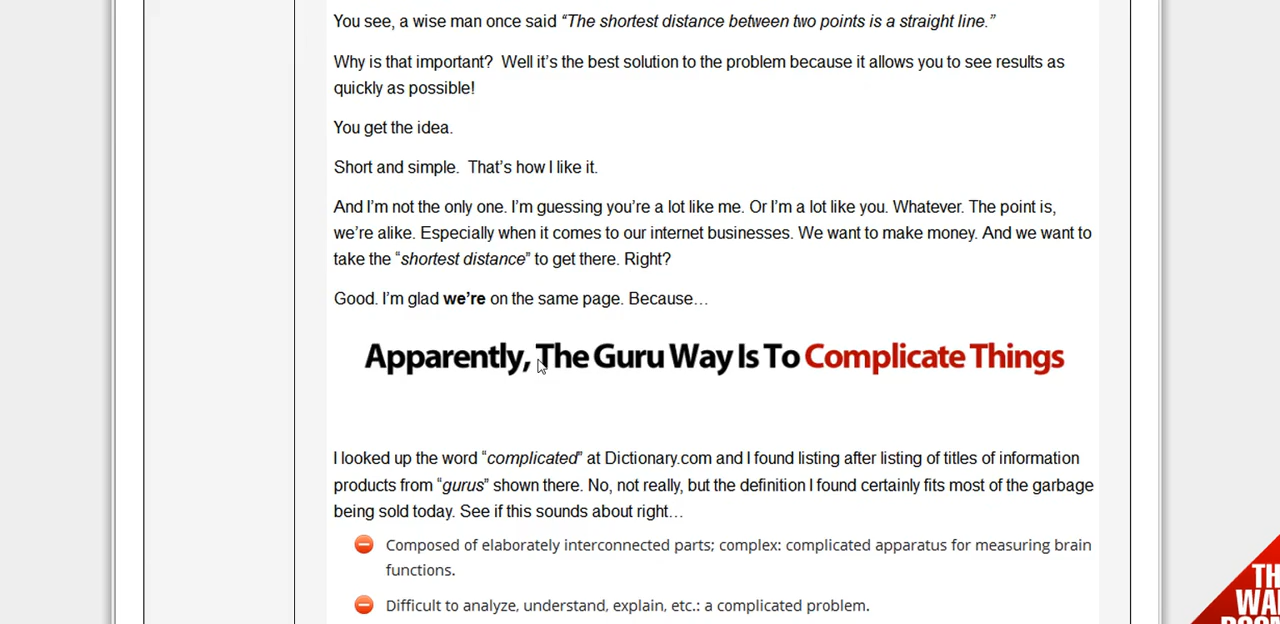 You see, a wise man once said “The shortest distance between two points is a straight line.”
Why is that important?  Well it’s the best solution to the problem because it allows you to see results as
quickly as possible!
You get the idea.
Short and simple.  That’s how I like it.
And I’m not the only one. I’m guessing you’re a lot like me. Or I’m a lot like you. Whatever. The point is,
we’re alike. Especially when it comes to our internet businesses. We want to make money. And we want to
take the “shortest distance” to get there. Right?
Good. I’m glad we’re on the same page. Because…
Apparently, The Guru Way Is To Complicate Things
I looked up the word “complicated” at Dictionary.com and I found listing after listing of titles of information
products from “gurus” shown there. No, not really, but the definition I found certainly fits most of the garbage
being sold today. See if this sounds about right…
Composed of elaborately interconnected parts; complex: complicated apparatus for measuring brain
functions.
Difficult to analyze, understand, explain, etc.: a complicated problem.